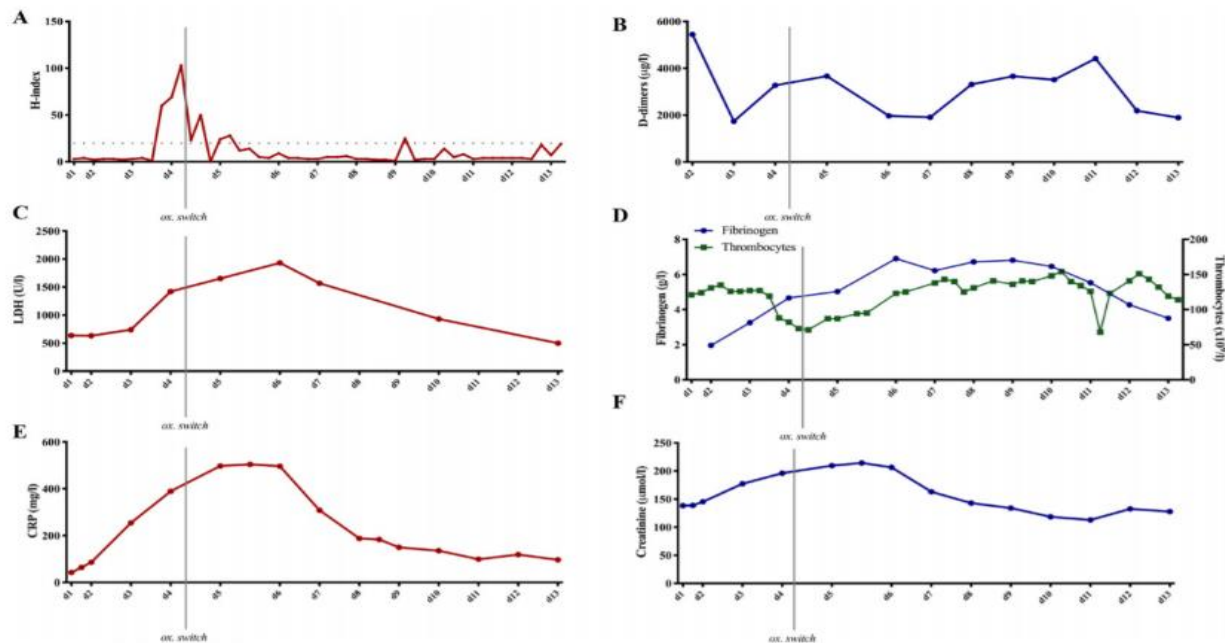 A
H-index
150
100
50
0
d1 d2 d3 d4 d5 d6 d7 d8 d9 d10 d11 d12 d13
ox. switch
B
D-dimers (µg/l)
6000
4000
2000
0
d2 d3 d4 d5 d6 d7 d8 d9 d10 d11 d12 d13
ox. switch
C
LDH (U/l)
2500
2000
1500
1000
500
0
d1 d2 d3 d4 d5 d6 d7 d8 d9 d10 d11 d12 d13
ox. switch
D
Fibrinogen
Thrombocytes
Fibrinogen (g/l)
8
6
4
2
0
Thrombocytes (x10⁹/l)
200
150
100
50
0
d1 d2 d3 d4 d5 d6 d7 d8 d9 d10 d11 d12 d13
ox. switch
E
CRP (mg/l)
600
400
200
0
d1 d2 d3 d4 d5 d6 d7 d8 d9 d10 d11 d12 d13
ox. switch
F
Creatinine (µmol/l)
250
200
150
100
50
0
d1 d2 d3 d4 d5 d6 d7 d8 d9 d10 d11 d12 d13
ox. switch